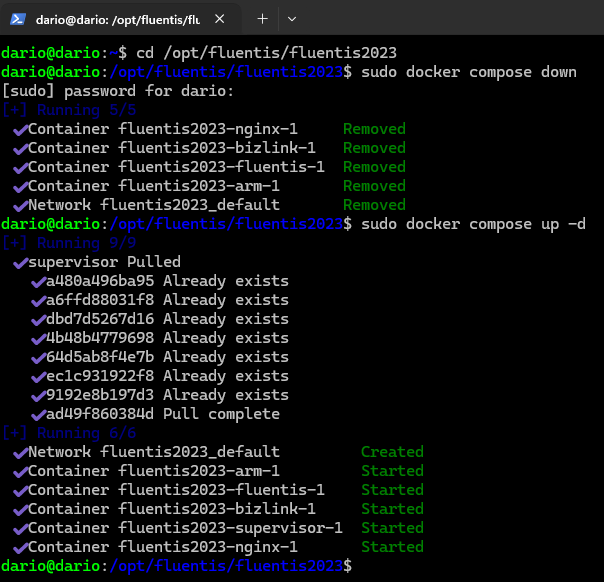 dario@dario: /opt/fluentis/flu
dario@dario:~$ cd /opt/fluentis/fluentis2023
dario@dario:/opt/fluentis/fluentis2023$ sudo docker compose down
[sudo] password for dario:
[+] Running 5/5
✔Container fluentis2023-nginx-1 Removed
✔Container fluentis2023-bizlink-1 Removed
✔Container fluentis2023-fluentis-1 Removed
✔Container fluentis2023-arm-1 Removed
✔Network fluentis2023_default Removed
dario@dario:/opt/fluentis/fluentis2023$ sudo docker compose up -d
[+] Running 9/9
✔supervisor Pulled
✔a480a496ba95 Already exists
✔a6ffd88031f8 Already exists
✔dbd7d5267d16 Already exists
✔4b48b4779698 Already exists
✔64d5ab8f4e7b Already exists
✔ec1c931922f8 Already exists
✔9192e8b197d3 Already exists
✔ad49f860384d Pull complete
[+] Running 6/6
✔Network fluentis2023_default Created
✔Container fluentis2023-arm-1 Started
✔Container fluentis2023-fluentis-1 Started
✔Container fluentis2023-bizlink-1 Started
✔Container fluentis2023-supervisor-1 Started
✔Container fluentis2023-nginx-1 Started
dario@dario:/opt/fluentis/fluentis2023$